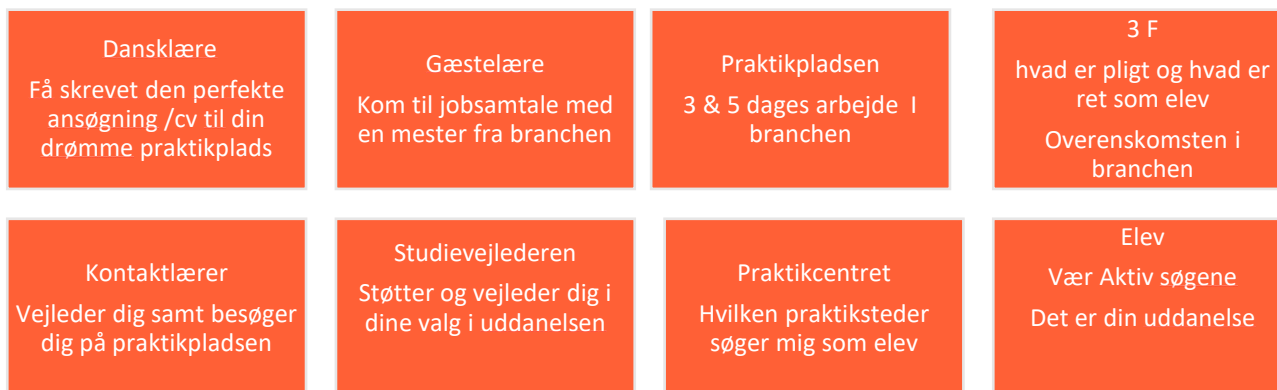 Dansklære
Få skrevet den perfekte
ansøgning /cv til din
drømme praktikplads
Gæstelære
Kom til jobsamtale med
en mester fra branchen
Praktikpladsen
3 & 5 dages arbejde I
branchen
3 F
hvad er pligt og hvad er
ret som elev
Overenskomsten i
branchen
Kontaktlærer
Vejleder dig samt besøger
dig på praktikpladsen
Studievejlederen
Støtter og vejleder dig i
dine valg i uddanelsen
Praktikcentret
Hvilken praktiksteder
søger mig som elev
Elev
Vær Aktiv søgene
Det er din uddanelse